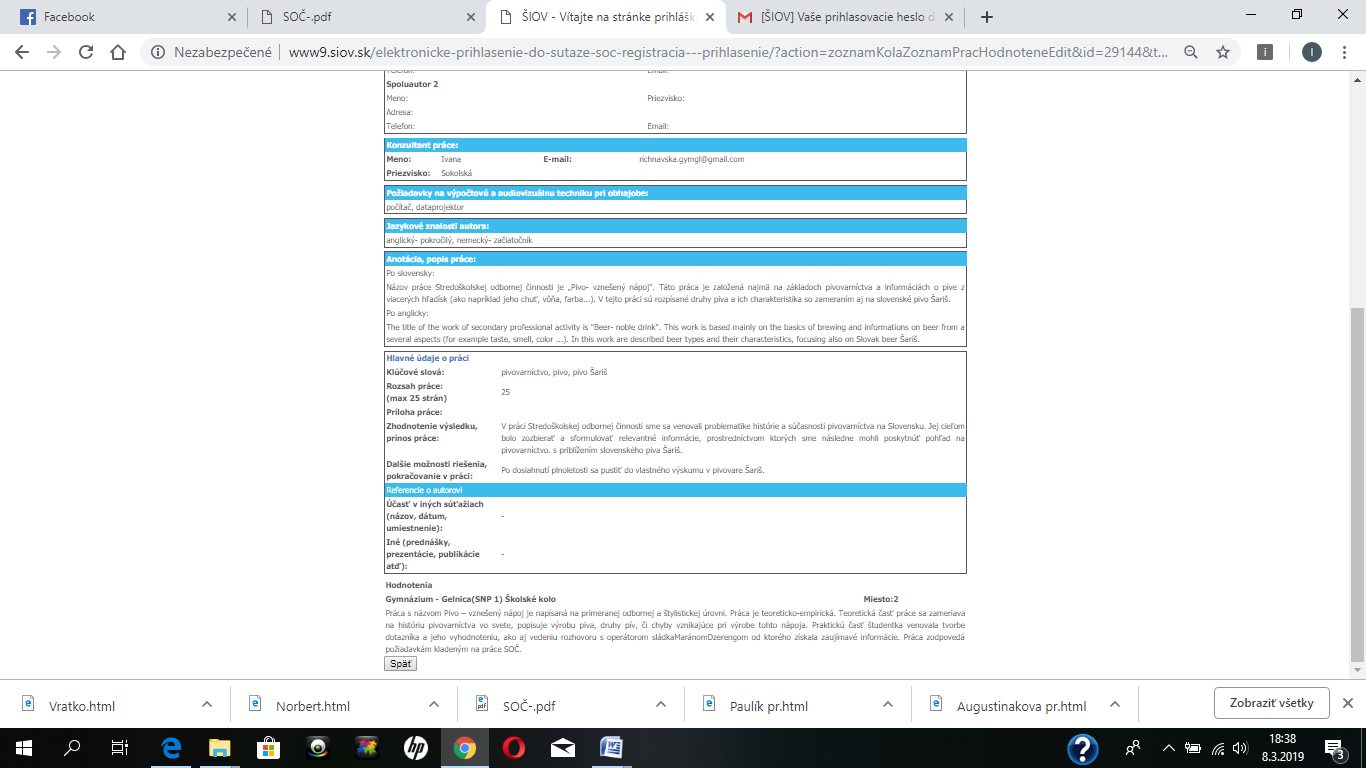 Facebook
SOČ-.pdf
ŠIOV - Vítajte na stránke prihlášk
[ŠIOV] Vaše prihlasovacie heslo d
Nezabezpečené
www9.siov.sk/elektronicke-prihlasenie-do-sutaze-soc-registracia---prihlasenie/?action=zoznamKolaZoznamPracHodnoteneEdit&id=29144&t...
Telefón: Email:
Spoluautor 2
Meno: Priezvisko:
Adresa:
Telefon: Email:
Konzultant práce:
Meno: Ivana E-mail: richnavska.gymgl@gmail.com
Priezvisko: Sokolská
Požiadavky na výpočtovú a audiovizuálnu techniku pri obhajobe:
počítač, dataprojektor
Jazykové znalosti autora:
anglický- pokročilý, nemecký- začiatočník
Anotácia, popis práce:
Po slovensky:
Názov práce Stredoškolskej odbornej činnosti je „Pivo- vznešený nápoj“. Táto práca je založená najmä na základoch pivovarníctva a informáciách o pive z
viacerých hľadísk (ako napríklad jeho chuť, vôňa, farba...). V tejto práci sú rozpísané druhy piva a ich charakteristika so zameraním aj na slovenské pivo Šariš.
Po anglicky:
The title of the work of secondary professional activity is "Beer- noble drink". This work is based mainly on the basics of brewing and informations on beer from a
several aspects (for example taste, smell, color ...). In this work are described beer types and their characteristics, focusing also on Slovak beer Šariš.
Hlavné údaje o práci
Kľúčové slová: pivovarníctvo, pivo, pivo Šariš
Rozsah práce:
(max 25 strán) 25
Príloha práce:
Zhodnotenie výsledku, V práci Stredoškolskej odbornej činnosti sme sa venovali problematike histórie a súčasnosti pivovarníctva na Slovensku. Jej cieľom
prínos práce: bolo zozbierať a sformulovať relevantné informácie, prostredníctvom ktorých sme následne mohli poskytnúť pohľad na
pivovarníctvo. s priblížením slovenského piva Šariš.
Ďalšie možnosti riešenia,
pokračovanie v práci: Po dosiahnutí plnoletosti sa pustiť do vlastného výskumu v pivovare Šariš.
Referencie o autorovi
Účasť v iných súťažiach
(názov, dátum, -
umiestnenie):
Iné (prednášky,
prezentácie, publikácie -
atď):
Hodnotenia
Gymnázium - Gelnica(SNP 1) Školské kolo Miesto:2
Práca s názvom Pivo – vznešený nápoj je napísaná na primeranej odbornej a štylistickej úrovni. Práca je teoreticko-empirická. Teoretická časť práce sa zameriava
na históriu pivovarníctva vo svete, popisuje výrobu piva, druhy pív, či chyby vznikajúce pri výrobe tohto nápoja. Praktickú časť študentka venovala tvorbe
dotazníka a jeho vyhodnoteniu, ako aj vedeniu rozhovoru s operátorom sládkaMariánomDzerengom od ktorého získala zaujímavé informácie. Práca zodpovedá
požiadavkám kladeným na práce SOČ.
Späť
Vratko.html
Norbert.html
SOČ-.pdf
Paulík pr.html
Augustinakova pr.html
Zobraziť všetky
18:38
8.3.2019
3